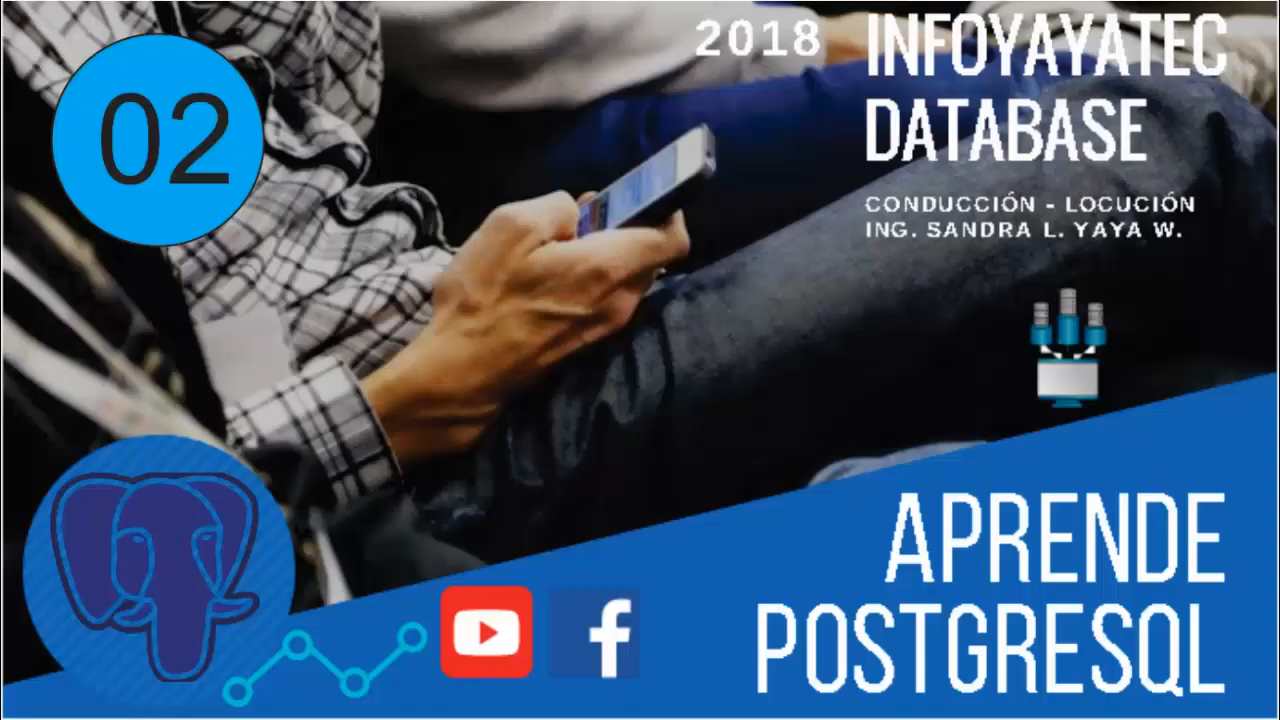 02
2018
INFOYAYATEC
DATABASE
CONDUCCIÓN - LOCUCIÓN
ING. SANDRA L. YAYA W.
APRENDE
POSTGRESQL